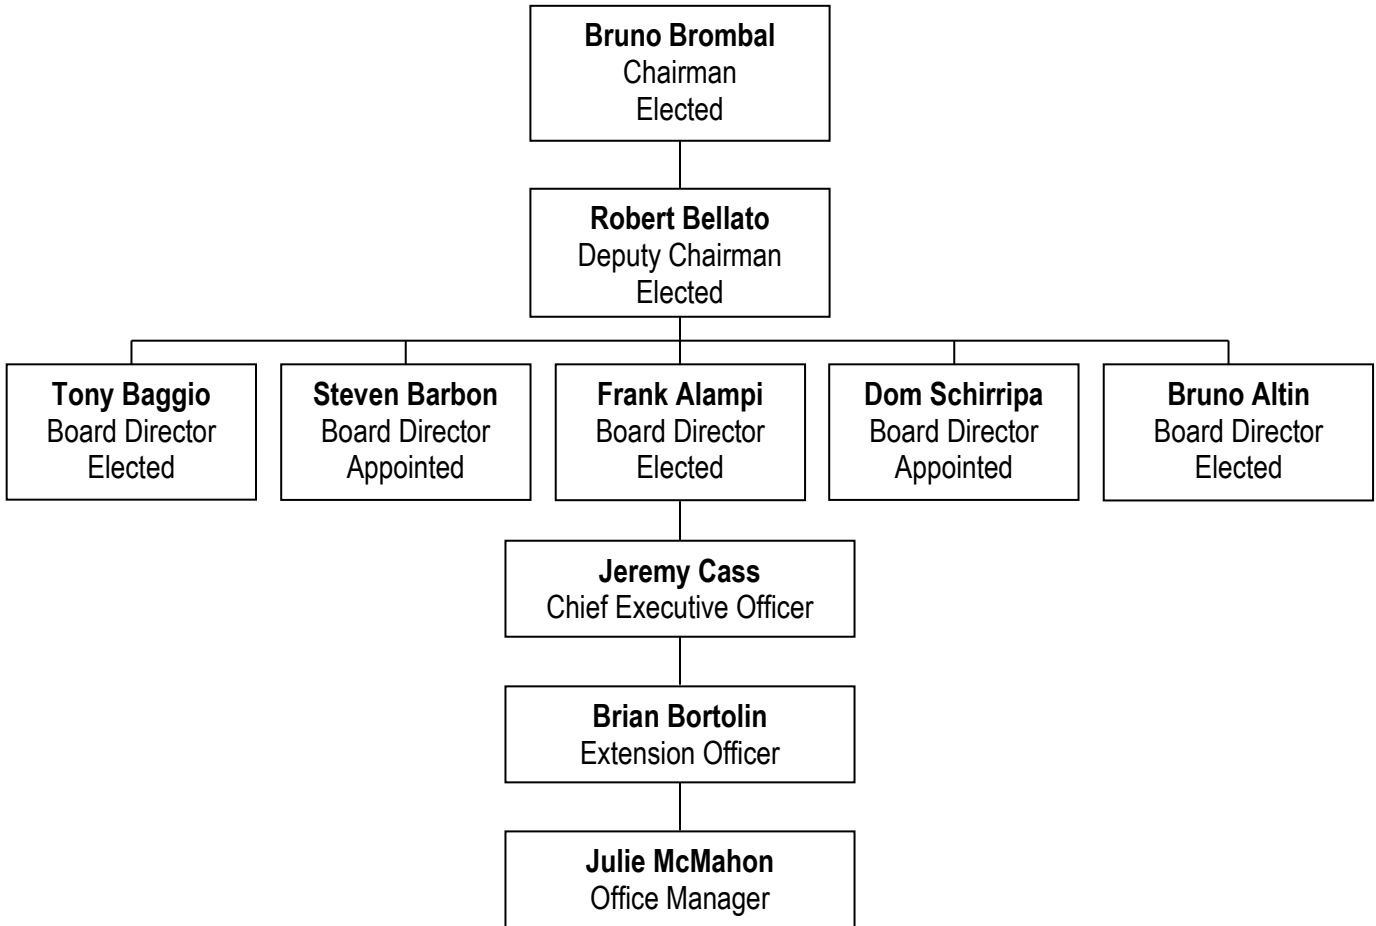 Bruno Brombal
Chairman
Elected
Robert Bellato
Deputy Chairman
Elected
Tony Baggio
Board Director
Elected
Steven Barbon
Board Director
Appointed
Frank Alampi
Board Director
Elected
Dom Schirripa
Board Director
Appointed
Bruno Altin
Board Director
Elected
Jeremy Cass
Chief Executive Officer
Brian Bortolin
Extension Officer
Julie McMahon
Office Manager